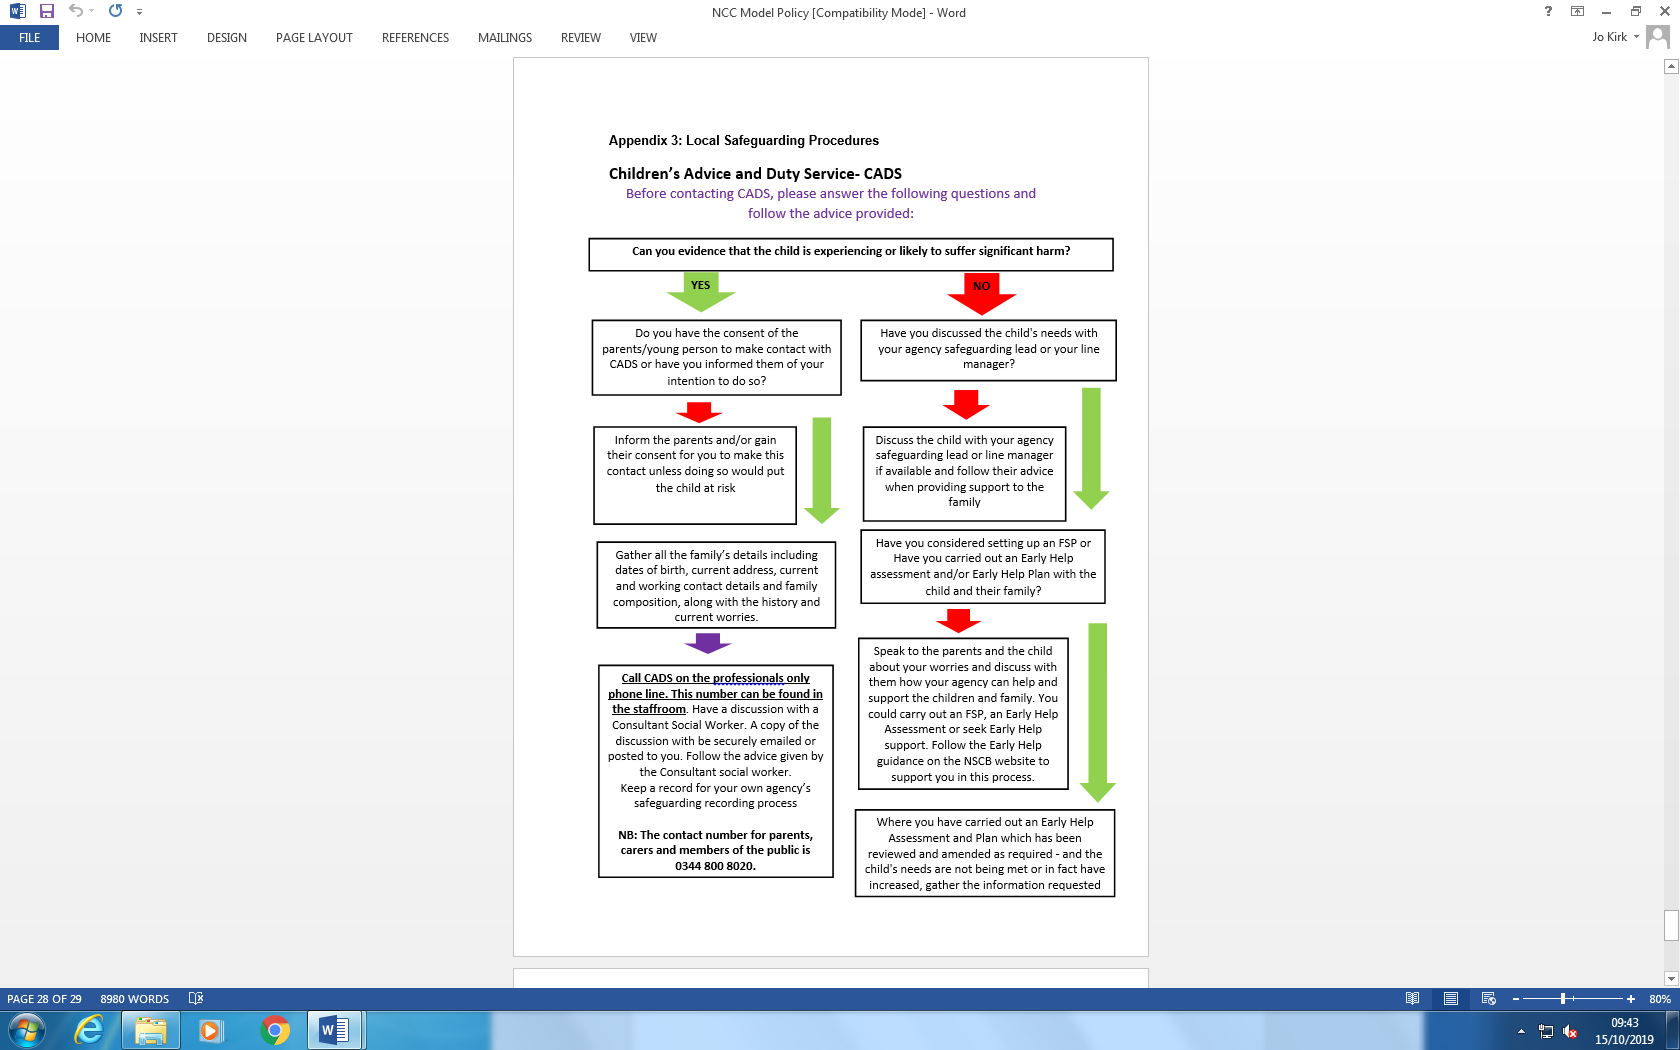 NCC Model Policy [Compatibility Mode] - Word
FILE HOME INSERT DESIGN PAGE LAYOUT REFERENCES MAILINGS REVIEW VIEW
Jo Kirk
Appendix 3: Local Safeguarding Procedures
Children's Advice and Duty Service- CADS
Before contacting CADS, please answer the following questions and
follow the advice provided:
Can you evidence that the child is experiencing or likely to suffer significant harm?
YES
NO
Do you have the consent of the
parents/young person to make contact with
CADS or have you informed them of your
intention to do so?
Inform the parents and/or gain
their consent for you to make this
contact unless doing so would put
the child at risk
Gather all the family's details including
dates of birth, current address, current
and working contact details and family
composition, along with the history and
current worries.
Call CADS on the professionals only
phone line. This number can be found in
the staffroom. Have a discussion with a
Consultant Social Worker. A copy of the
discussion with be securely emailed or
posted to you. Follow the advice given by
the Consultant social worker.
Keep a record for your own agency's
safeguarding recording process
NB: The contact number for parents,
carers and members of the public is
0344 800 8020.
Have you discussed the child's needs with
your agency safeguarding lead or your line
manager?
Discuss the child with your agency
safeguarding lead or line manager
if available and follow their advice
when providing support to the
family
Have you considered setting up an FSP or
Have you carried out an Early Help
assessment and/or Early Help Plan with the
child and their family?
Speak to the parents and the child
about your worries and discuss with
them how your agency can help and
support the children and family. You
could carry out an FSP, an Early Help
Assessment or seek Early Help
support. Follow the Early Help
guidance on the NSCB website to
support you in this process.
Where you have carried out an Early Help
Assessment and Plan which has been
reviewed and amended as required - and the
child's needs are not being met or in fact have
increased, gather the information requested
PAGE 28 OF 29 8980 WORDS
80%
09:43
15/10/2019